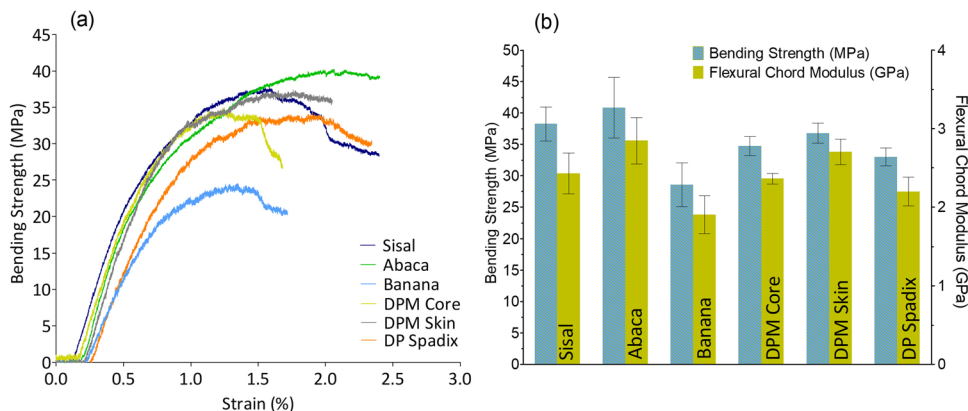 (a)
45
40
35
30
25
20
15
30
35
45
Bending Strength (MPa)
0.0 0.5 1.0 1.5 2.0 2.5 3.0
Strain (%)
Sisal
Abaca
Banana
DPM Core
DPM Skin
DP Spadix
(b)
50
45
40
35
30
25
20
15
10
5
0
Bending Strength (MPa)
Bending Strength (MPa)
Flexural Chord Modulus (GPa)
Sisal
Abaca
Banana
DPM Core
DPM Skin
DP Spadix
4
3
2
1
0
Flexural Chord Modulus (GPa)